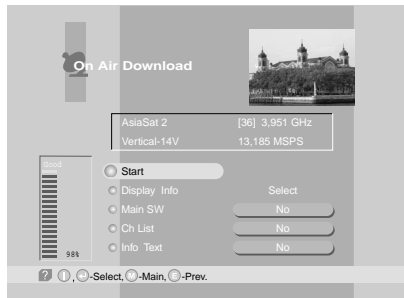 On Air Download
AsiaSat 2 [36] 3,951 GHz
Vertical-14V 13,185 MSPS
Good
98%
Start
Display Info Select
Main SW No
Ch List No
Info Text No
? I , -Select, M -Main, E -Prev.